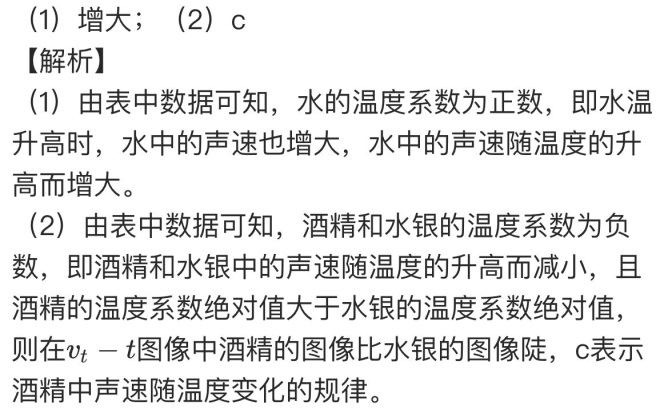 （1）增大；（2）c
【解析】
（1）由表中数据可知，水的温度系数为正数，即水温
升高时，水中的声速也增大，水中的声速随温度的升
高而增大。
（2）由表中数据可知，酒精和水银的温度系数为负
数，即酒精和水银中的声速随温度的升高而减小，且
酒精的温度系数绝对值大于水银的温度系数绝对值，
则在v_t − t图像中酒精的图像比水银的图像陡，c表示
酒精中声速随温度变化的规律。